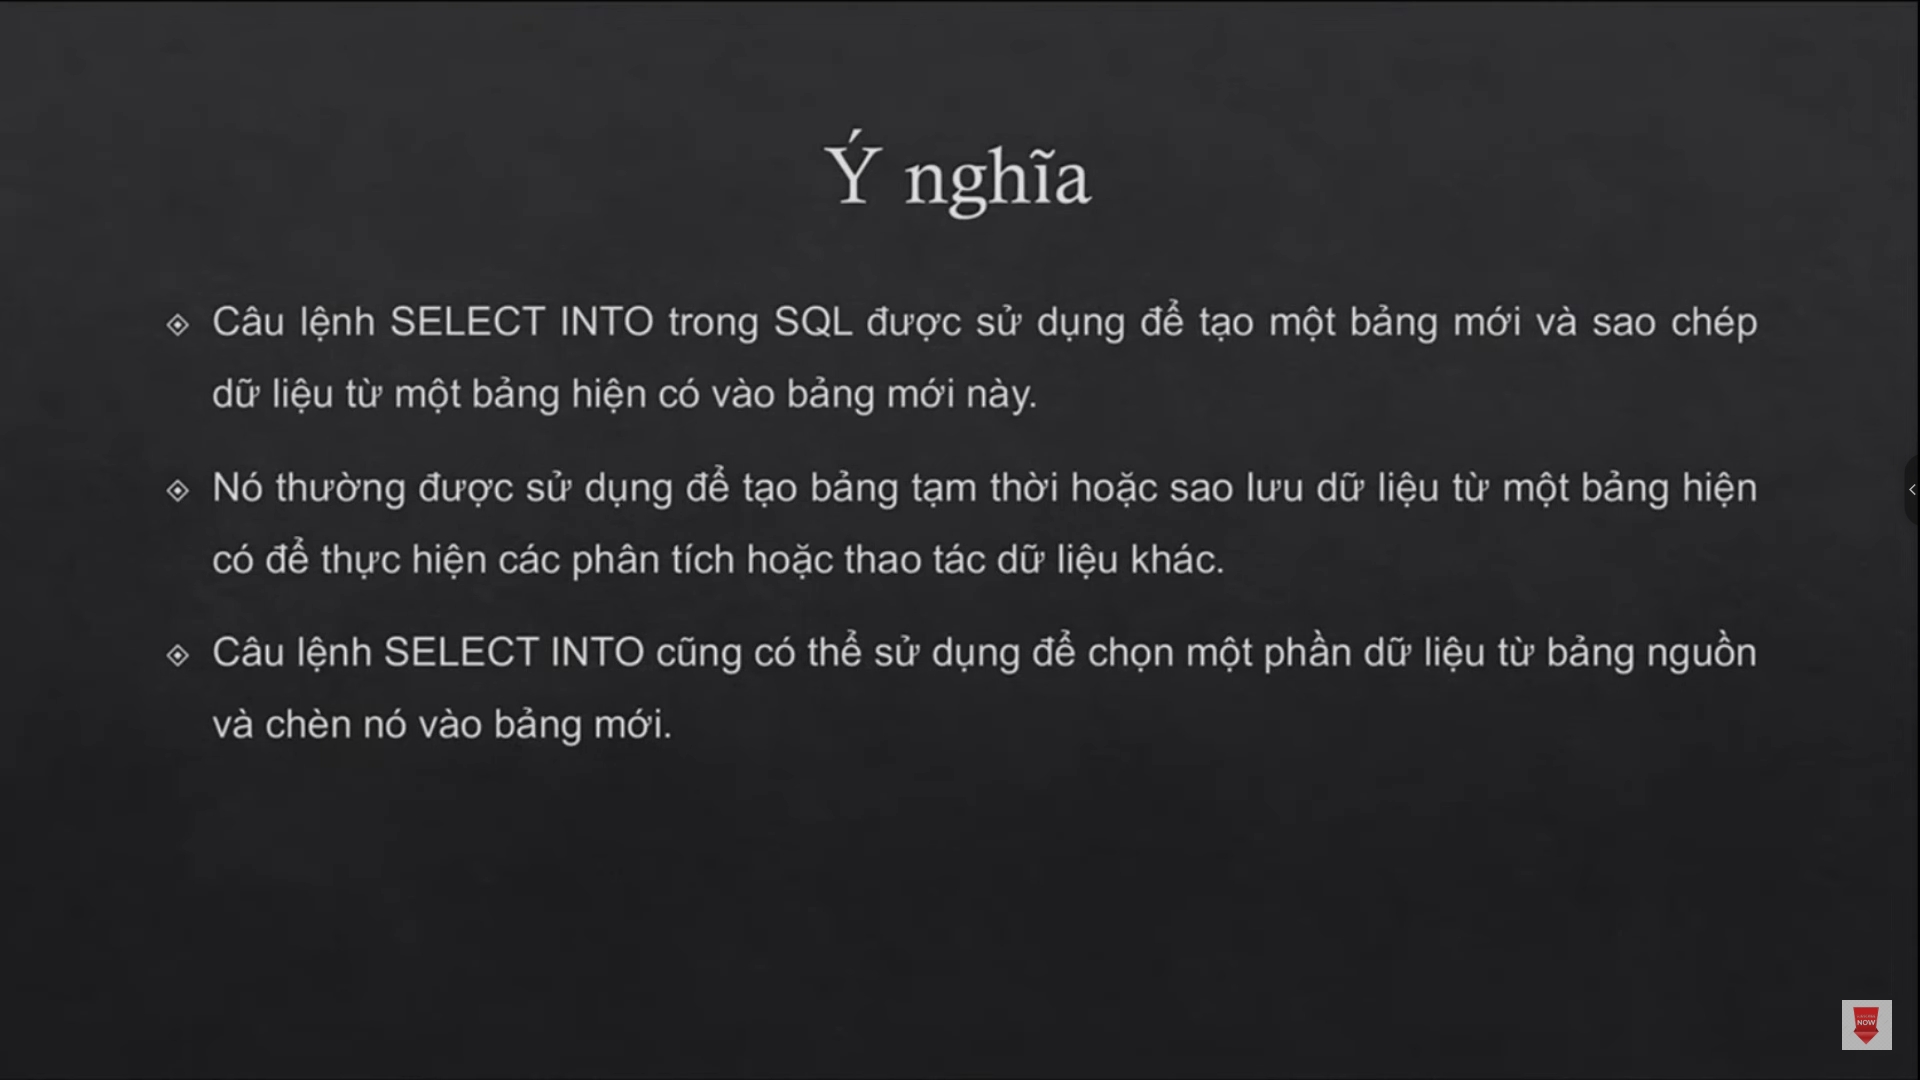 Ý nghĩa
Câu lệnh SELECT INTO trong SQL được sử dụng để tạo một bảng mới và sao chép
dữ liệu từ một bảng hiện có vào bảng mới này.
Nó thường được sử dụng để tạo bảng tạm thời hoặc sao lưu dữ liệu từ một bảng hiện
có để thực hiện các phân tích hoặc thao tác dữ liệu khác.
Câu lệnh SELECT INTO cũng có thể sử dụng để chọn một phần dữ liệu từ bảng nguồn
và chèn nó vào bảng mới.
NOW